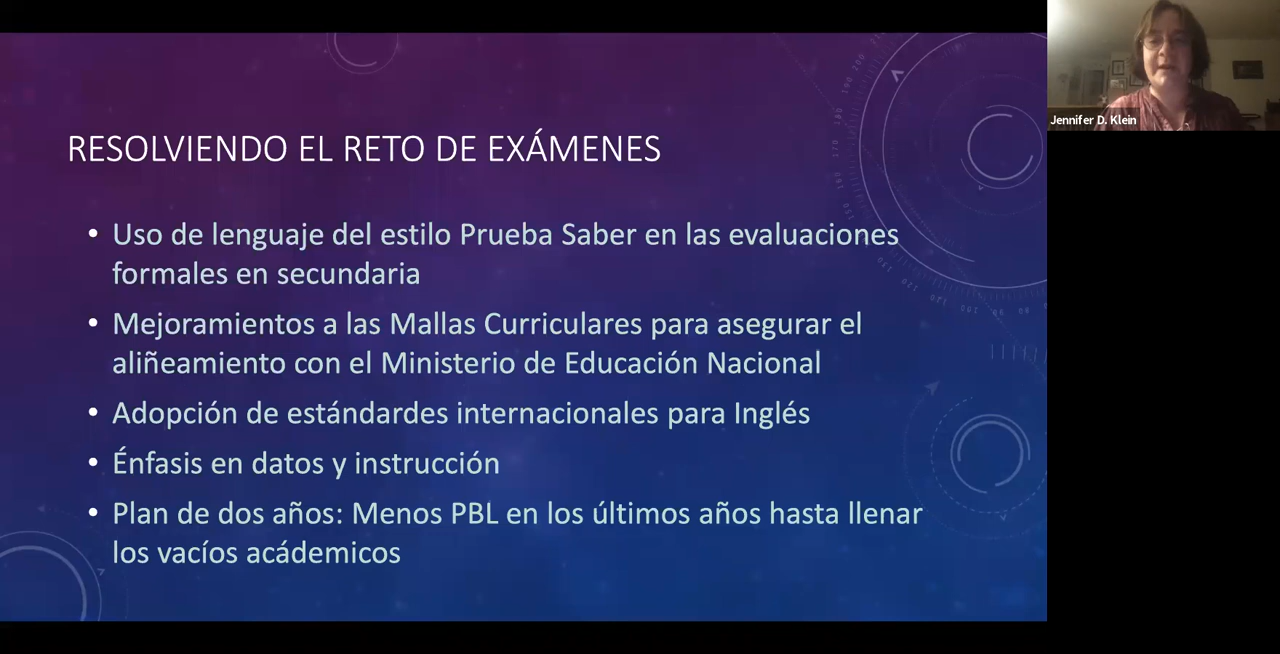 RESOLVIENDO EL RETO DE EXÁMENES
• Uso de lenguaje del estilo Prueba Saber en las evaluaciones
formales en secundaria
• Mejoramientos a las Mallas Curriculares para asegurar el
aliñeamiento con el Ministerio de Educación Nacional
• Adopción de estándardes internacionales para Inglés
• Énfasis en datos y instrucción
• Plan de dos años: Menos PBL en los últimos años hasta llenar
los vacíos acádemicos
Jennifer D. Klein